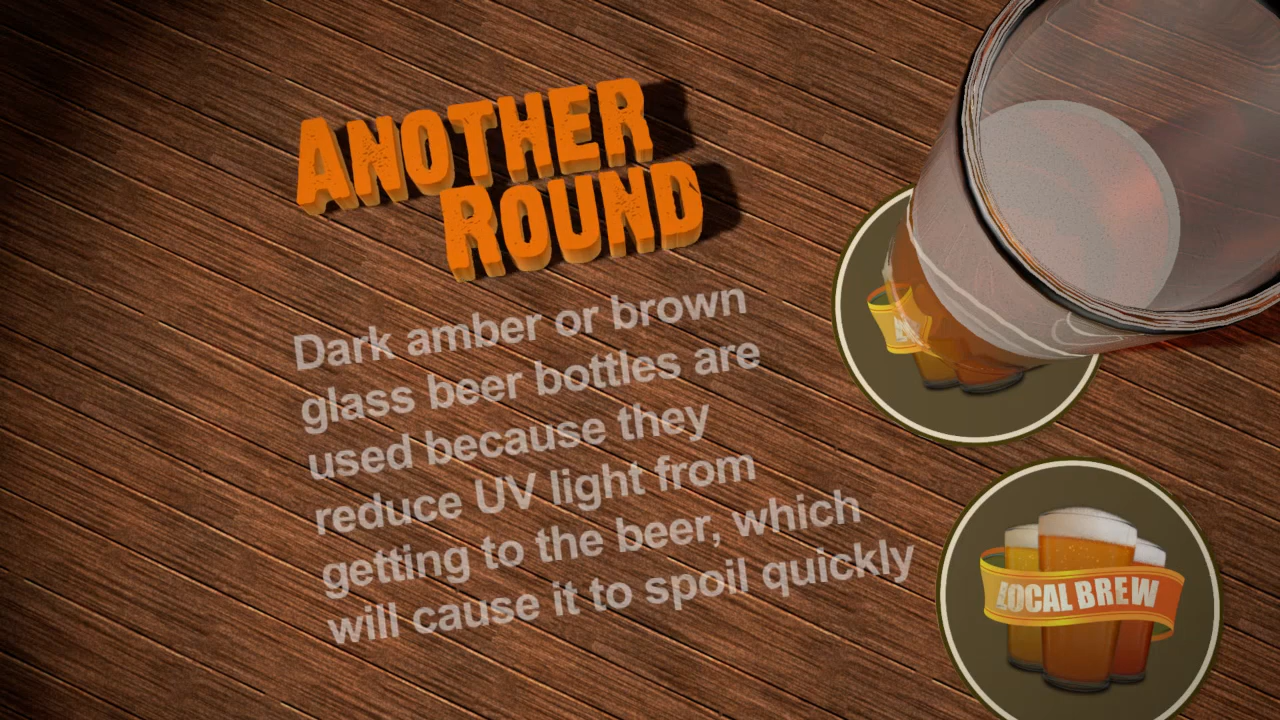 ANOTHER
ROUND
Dark amber or brown
glass beer bottles are
used because they
reduce UV light from
getting to the beer, which
will cause it to spoil quickly
LOCAL BREW